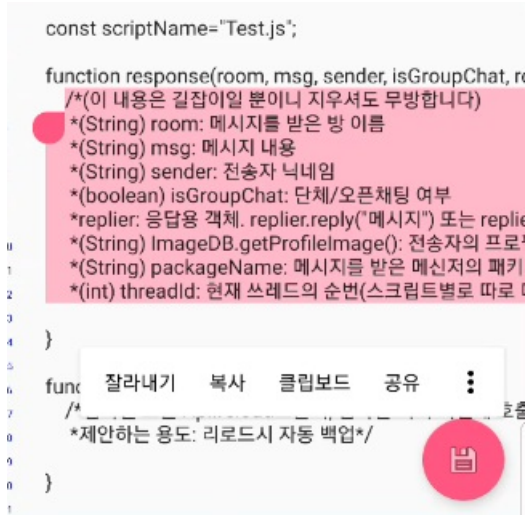 const scriptName="Test.js";
function response(room, msg, sender, isGroupChat,
/*(이 내용은 길잡이일 뿐이니 지우셔도 무방합니다)
*(String) room: 메시지를 받은 방 이름
*(String) msg: 메시지 내용
*(String) sender: 전송자 닉네임
*(boolean) isGroupChat: 단체/오픈채팅 여부
*replier: 응답용 객체. replier.reply("메시지") 또는
*(String) ImageDB.getProfileImage(): 전송자의
*(String) packageName: 메시지를 받은 메신저의
*(int) threadId: 현재 쓰레드의 순번(스크립트별로 따로
}
잘라내기 복사 클립보드 공유
*제안하는 용도: 리로드시 자동 백업*/
}